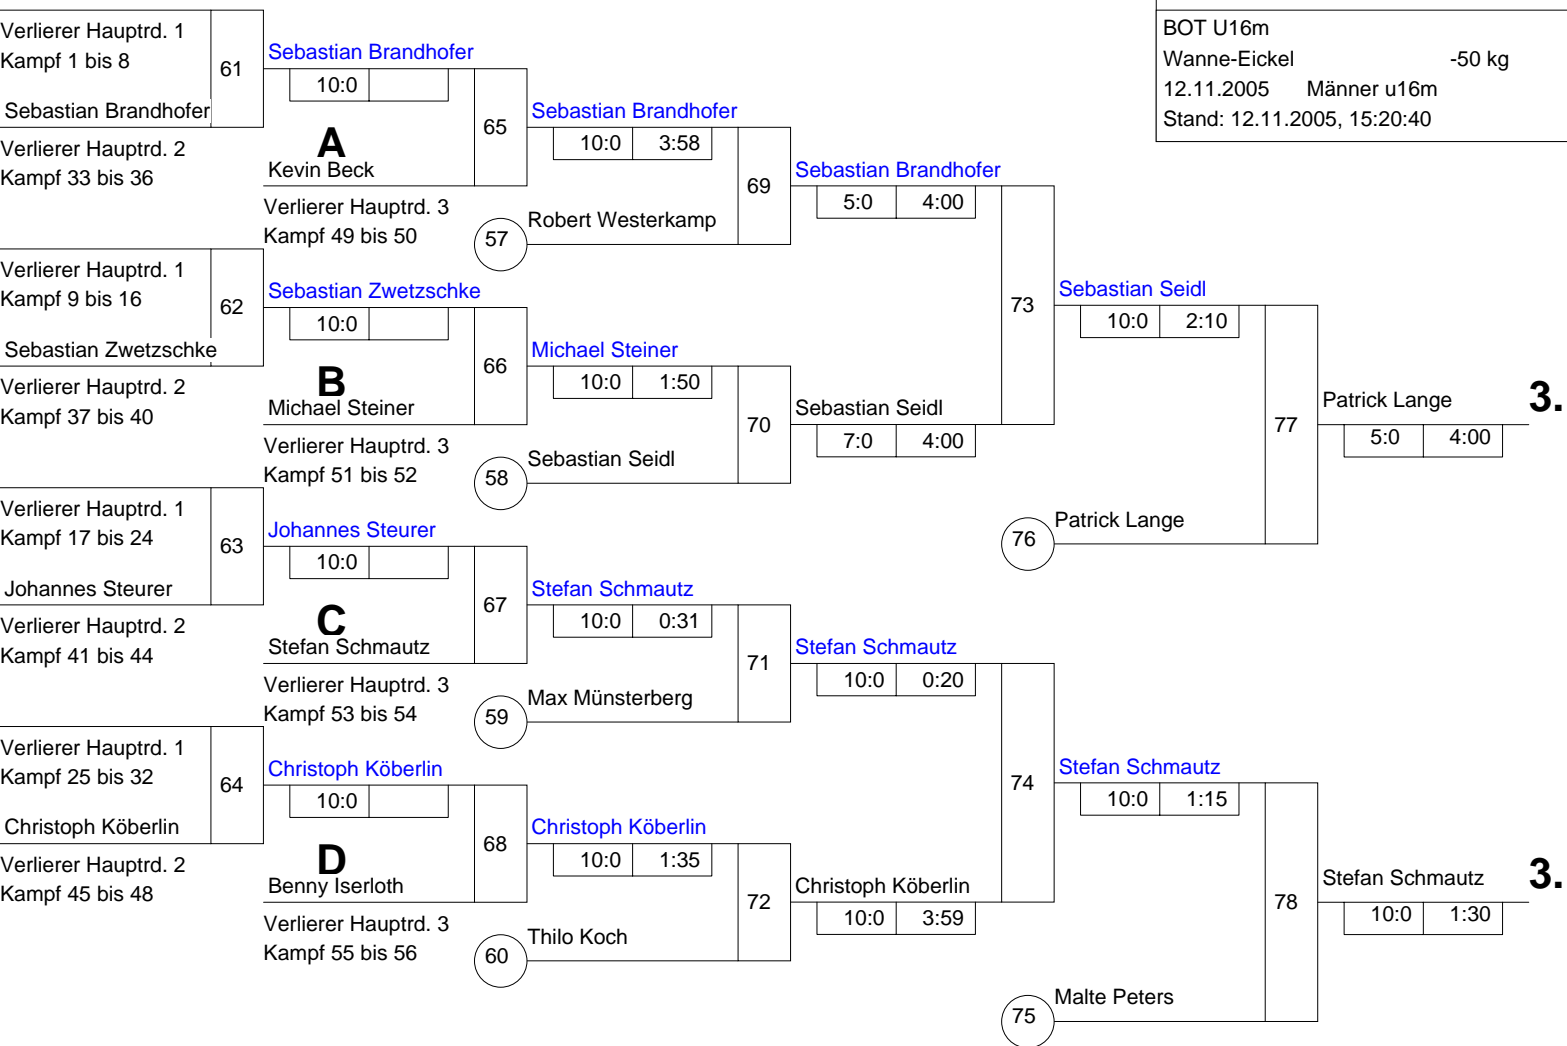 BOT U16m
Wanne-Eickel -50 kg
12.11.2005 Männer u16m
Stand: 12.11.2005, 15:20:40
Verlierer Hauptrd. 1
Kampf 1 bis 8
61
Sebastian Brandhofer
Sebastian Brandhofer
10:0
Verlierer Hauptrd. 2
Kampf 33 bis 36
A
Kevin Beck
65
Sebastian Brandhofer
10:0 3:58
Verlierer Hauptrd. 3
Kampf 49 bis 50
57
Robert Westerkamp
69
Sebastian Brandhofer
5:0 4:00
Verlierer Hauptrd. 1
Kampf 9 bis 16
62
Sebastian Zwetzschke
Sebastian Zwetzschke
10:0
Verlierer Hauptrd. 2
Kampf 37 bis 40
B
Michael Steiner
66
Michael Steiner
10:0 1:50
Verlierer Hauptrd. 3
Kampf 51 bis 52
58
Sebastian Seidl
70
Sebastian Seidl
7:0 4:00
73
Sebastian Seidl
10:0 2:10
76
Patrick Lange
77
Patrick Lange
5:0 4:00
3.
Verlierer Hauptrd. 1
Kampf 17 bis 24
63
Johannes Steurer
Johannes Steurer
10:0
Verlierer Hauptrd. 2
Kampf 41 bis 44
C
Stefan Schmautz
67
Stefan Schmautz
10:0 0:31
Verlierer Hauptrd. 3
Kampf 53 bis 54
59
Max Münsterberg
71
Stefan Schmautz
10:0 0:20
Verlierer Hauptrd. 1
Kampf 25 bis 32
64
Christoph Köberlin
Christoph Köberlin
10:0
Verlierer Hauptrd. 2
Kampf 45 bis 48
D
Benny Iserloth
68
Christoph Köberlin
10:0 1:35
Verlierer Hauptrd. 3
Kampf 55 bis 56
60
Thilo Koch
72
Christoph Köberlin
10:0 3:59
74
Stefan Schmautz
10:0 1:15
75
Malte Peters
78
Stefan Schmautz
10:0 1:30
3.